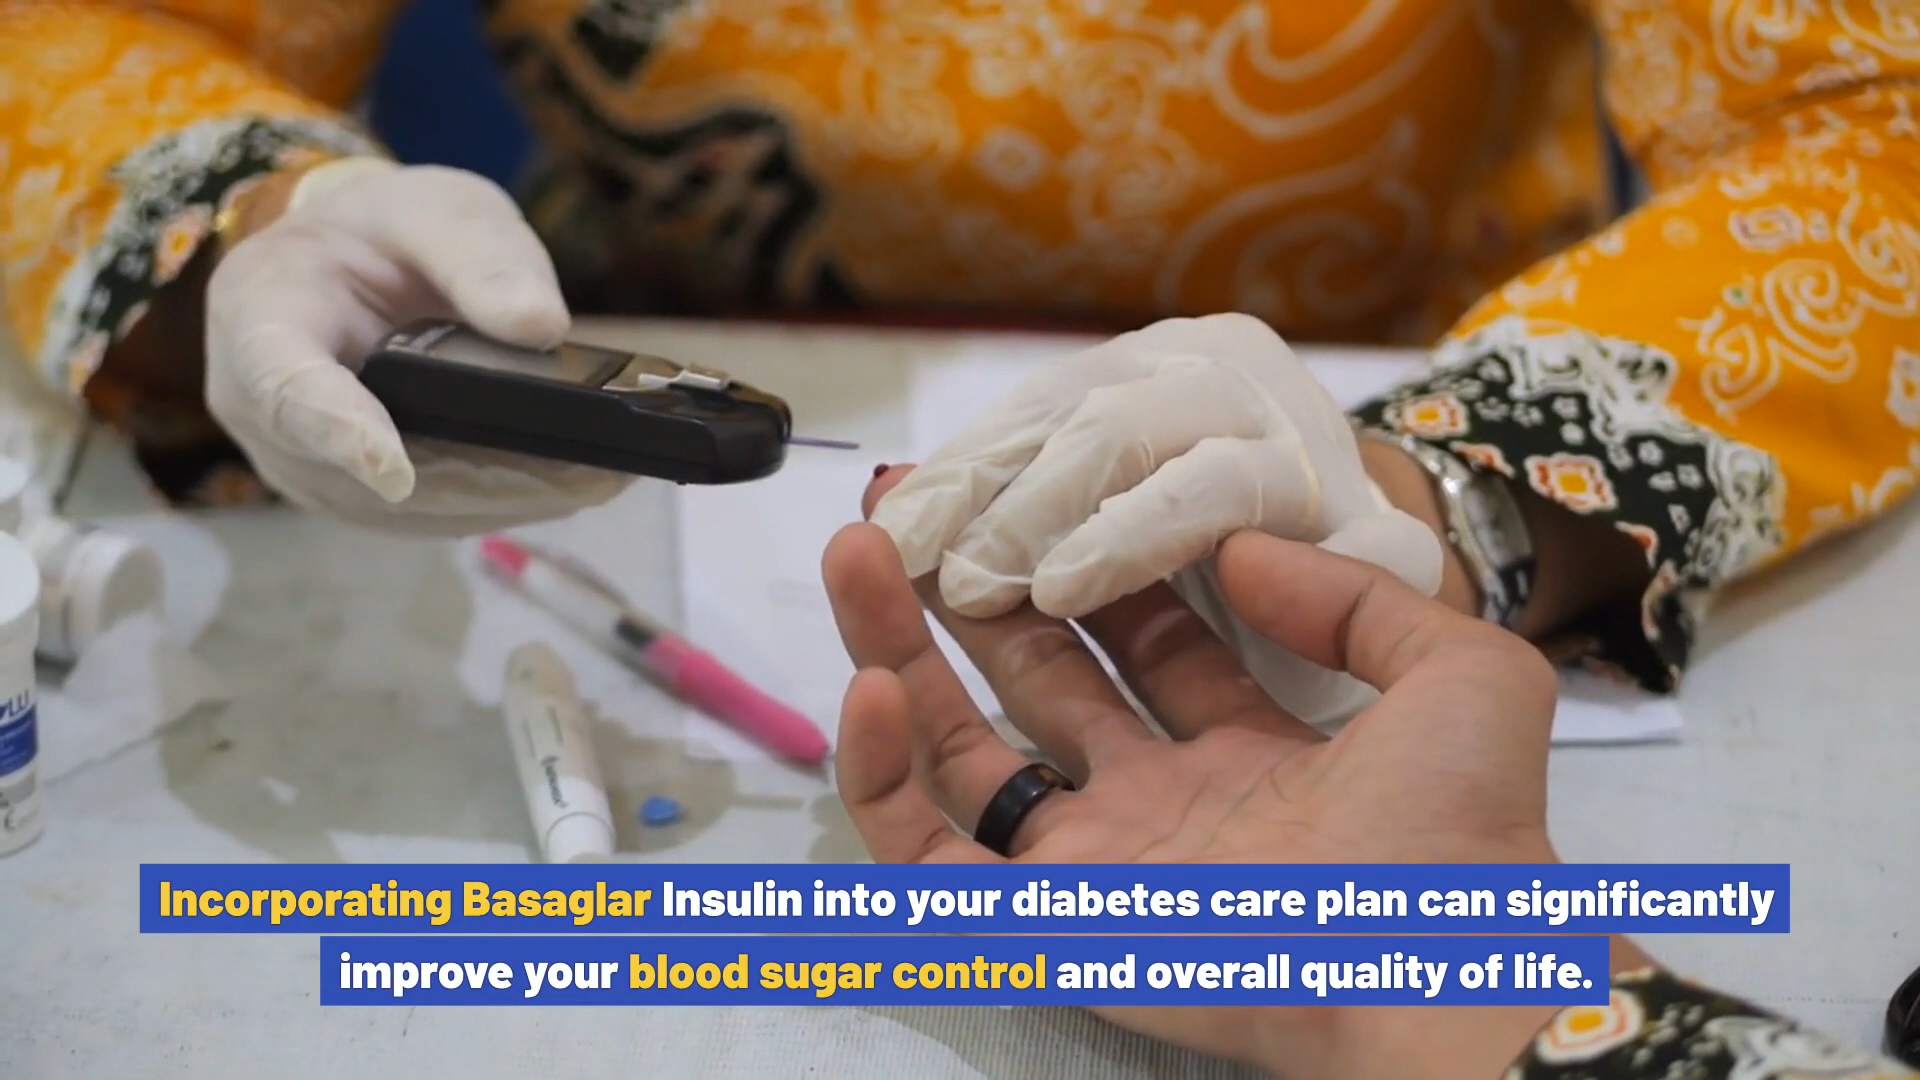 Incorporating Basaglar Insulin into your diabetes care plan can significantly
improve your blood sugar control and overall quality of life.